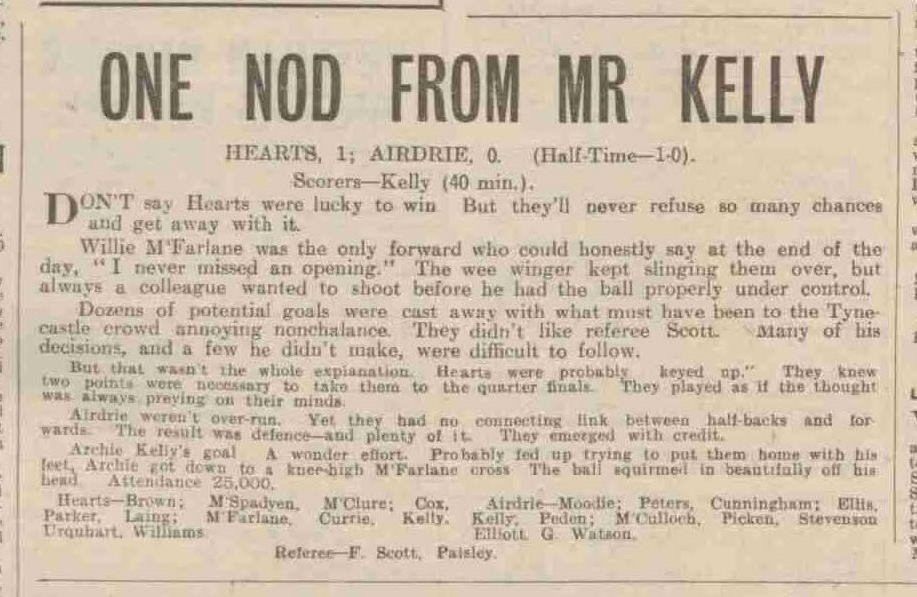 ONE NOD FROM MR KELLY
HEARTS, 1; AIRDRIE, 0. (Half-Time—1-0).
Scorers—Kelly (40 min.).
DON'T say Hearts were lucky to win But they'll never refuse so many chances
and get away with it.
Willie M'Farlane was the only forward who could honestly say at the end of the
day, "I never missed an opening." The wee winger kept slinging them over, but
always a colleague wanted to shoot before he had the ball properly under control.
Dozens of potential goals were cast away with what must have been to the Tyne-
castle crowd annoying nonchalance. They didn't like referee Scott. Many of his
decisions, and a few he didn't make, were difficult to follow.
But that wasn't the whole explanation. Hearts were probably keyed up." They knew
two points were necessary to take them to the quarter finals. They played as if the thought
was always preying on their minds.
Airdrie weren't over-run. Yet they had no connecting link between half-backs and for-
wards. The result was defence—and plenty of it. They emerged with credit.
Archie Kelly's goal A wonder effort. Probably fed up trying to put them home with his
feet, Archie got down to a knee-high M'Farlane cross The ball squirmed in beautifully off his
head. Attendance 25,000.
Hearts—Brown; M'Spadyen, M'Clure; Cox,
Parker, Laing; M'Farlane, Currie, Kelly.
Urquhart, Williams.
Airdrie—Moodie; Peters, Cunningham; Ellis,
Kelly, Peden; M'Culloch, Picken, Stevenson
Elliott, G. Watson.
Referee—F. Scott, Paisley.